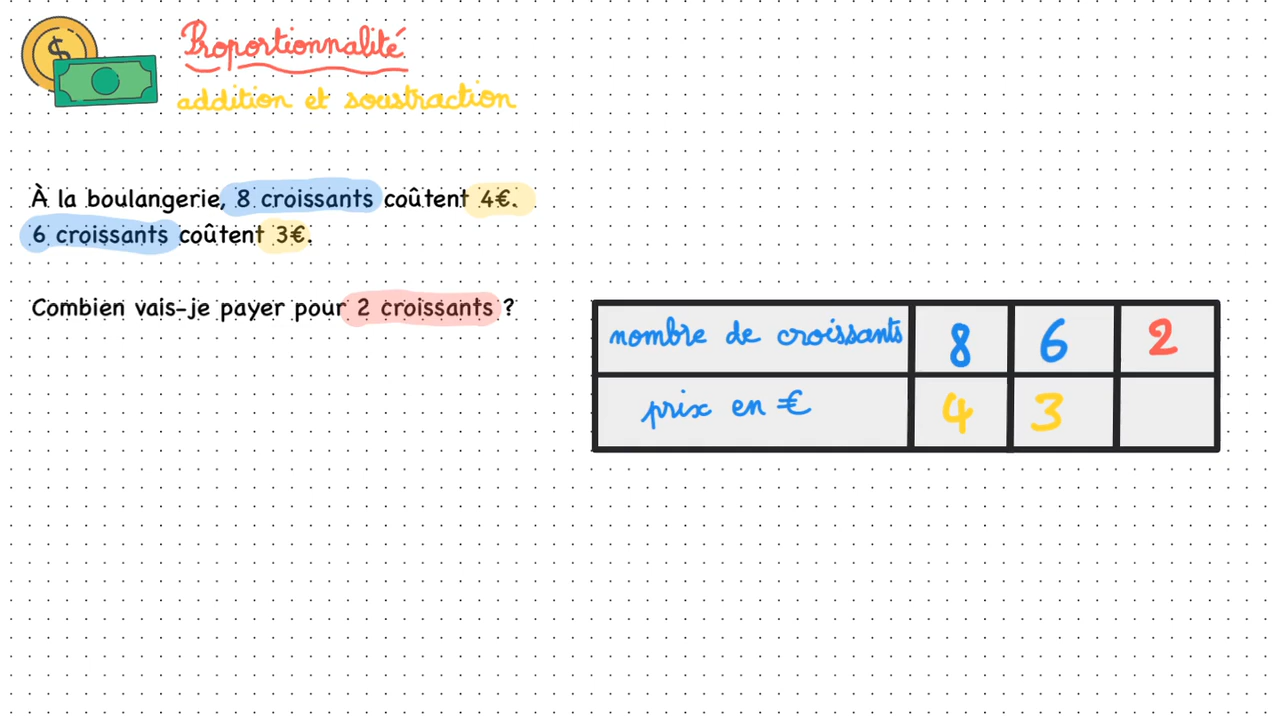 $
Proportionnalité
addition et soustraction
À la boulangerie, 8 croissants coûtent 4€.
6 croissants coûtent 3€.
Combien vais-je payer pour 2 croissants ?
nombre de croissants 8 6 2
prix en € 4 3